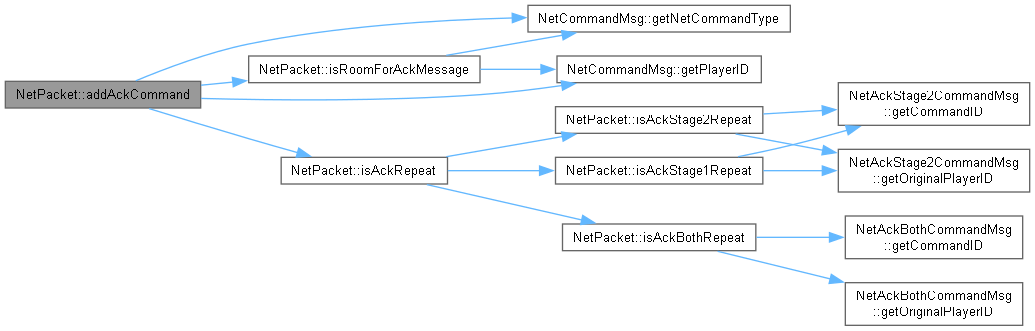 NetPacket::addAckCommand
NetCommandMsg::getNetCommandType
NetPacket::isRoomForAckMessage
NetCommandMsg::getPlayerID
NetPacket::isAckRepeat
NetPacket::isAckStage2Repeat
NetAckStage2CommandMsg
::getCommandID
NetPacket::isAckStage1Repeat
NetAckStage2CommandMsg
::getOriginalPlayerID
NetPacket::isAckBothRepeat
NetAckBothCommandMsg
::getCommandID
NetAckBothCommandMsg
::getOriginalPlayerID